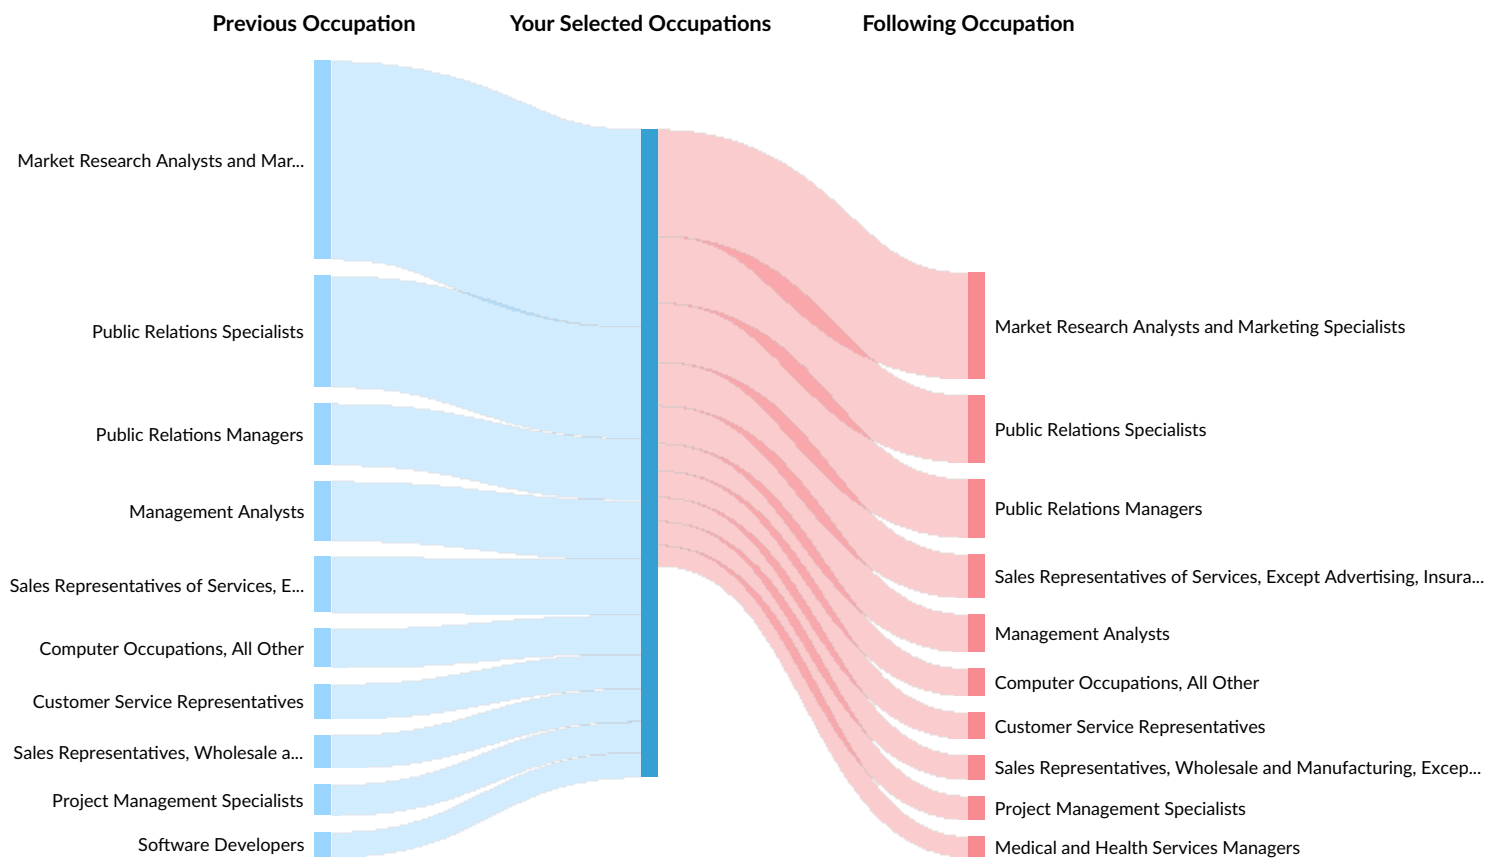 Previous Occupation
Your Selected Occupations
Following Occupation
Market Research Analysts and Mar...
Public Relations Specialists
Public Relations Managers
Management Analysts
Sales Representatives of Services, E...
Computer Occupations, All Other
Customer Service Representatives
Sales Representatives, Wholesale a...
Project Management Specialists
Software Developers
Market Research Analysts and Marketing Specialists
Public Relations Specialists
Public Relations Managers
Sales Representatives of Services, Except Advertising, Insura...
Management Analysts
Computer Occupations, All Other
Customer Service Representatives
Sales Representatives, Wholesale and Manufacturing, Excep...
Project Management Specialists
Medical and Health Services Managers